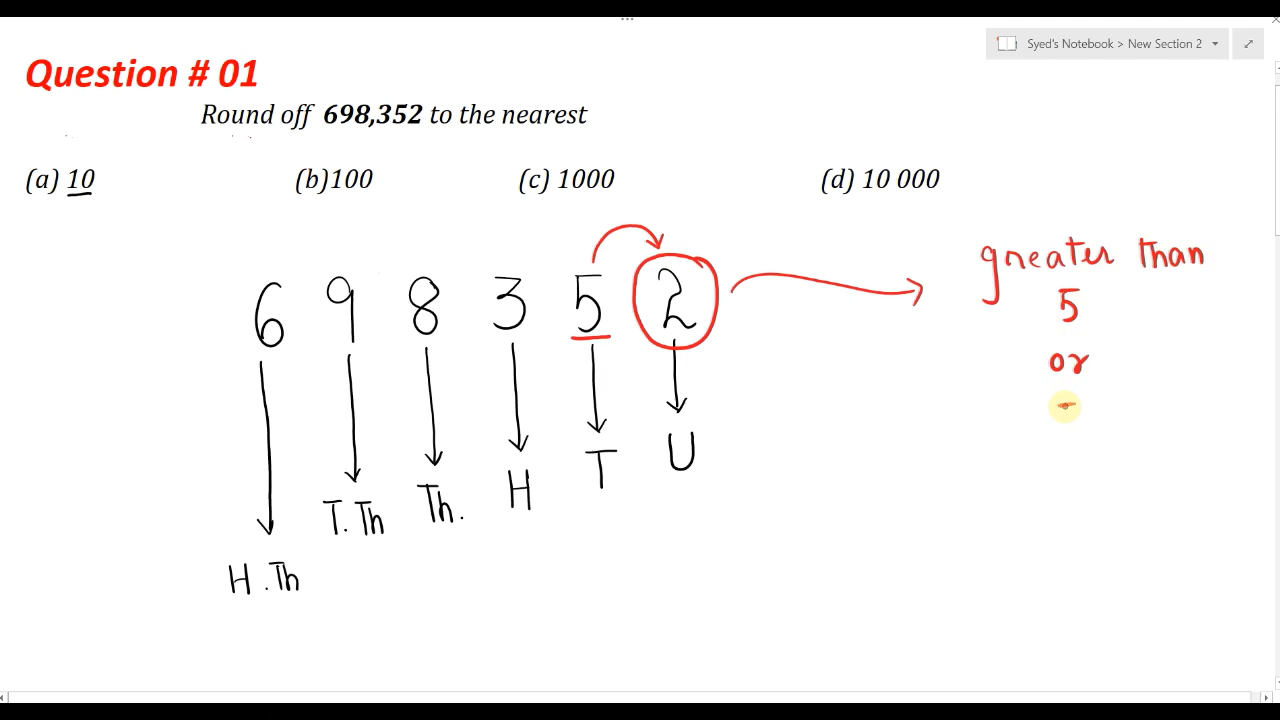 Syed's Notebook > New Section 2
Question # 01
Round off 698,352 to the nearest
(a) 10 (b)100 (c) 1000 (d) 10 000
6 9 8 3 5 2
greater than
5
or
H.Th T.Th Th. H T U